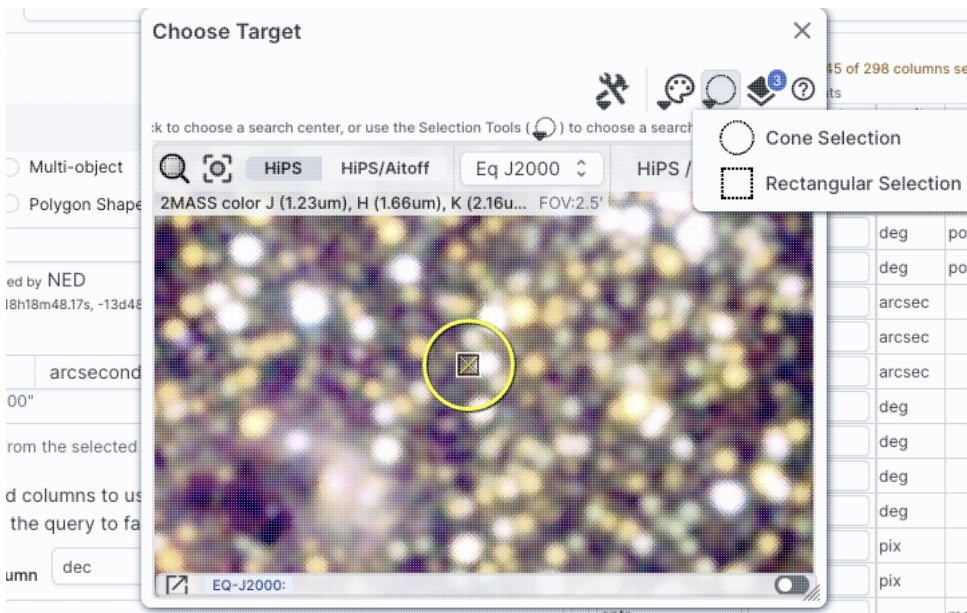 Choose Target
45 of 298 columns se
3
?
ts
:k to choose a search center, or use the Selection Tools ( ) to choose a search
Cone Selection
Rectangular Selection
Multi-object
HiPS
HiPS/Aitoff
Eq J2000
HiPS /
Polygon Shape
2MASS color J (1.23um), H (1.66um), K (2.16u... FOV:2.5'
deg
po
ed by NED
deg
po
18h18m48.17s, -13d48
arcsec
arcsec
arcsecond
arcsec
00"
deg
rom the selected
deg
deg
d columns to us
deg
the query to fa
pix
umn
dec
EQ-J2000:
pix